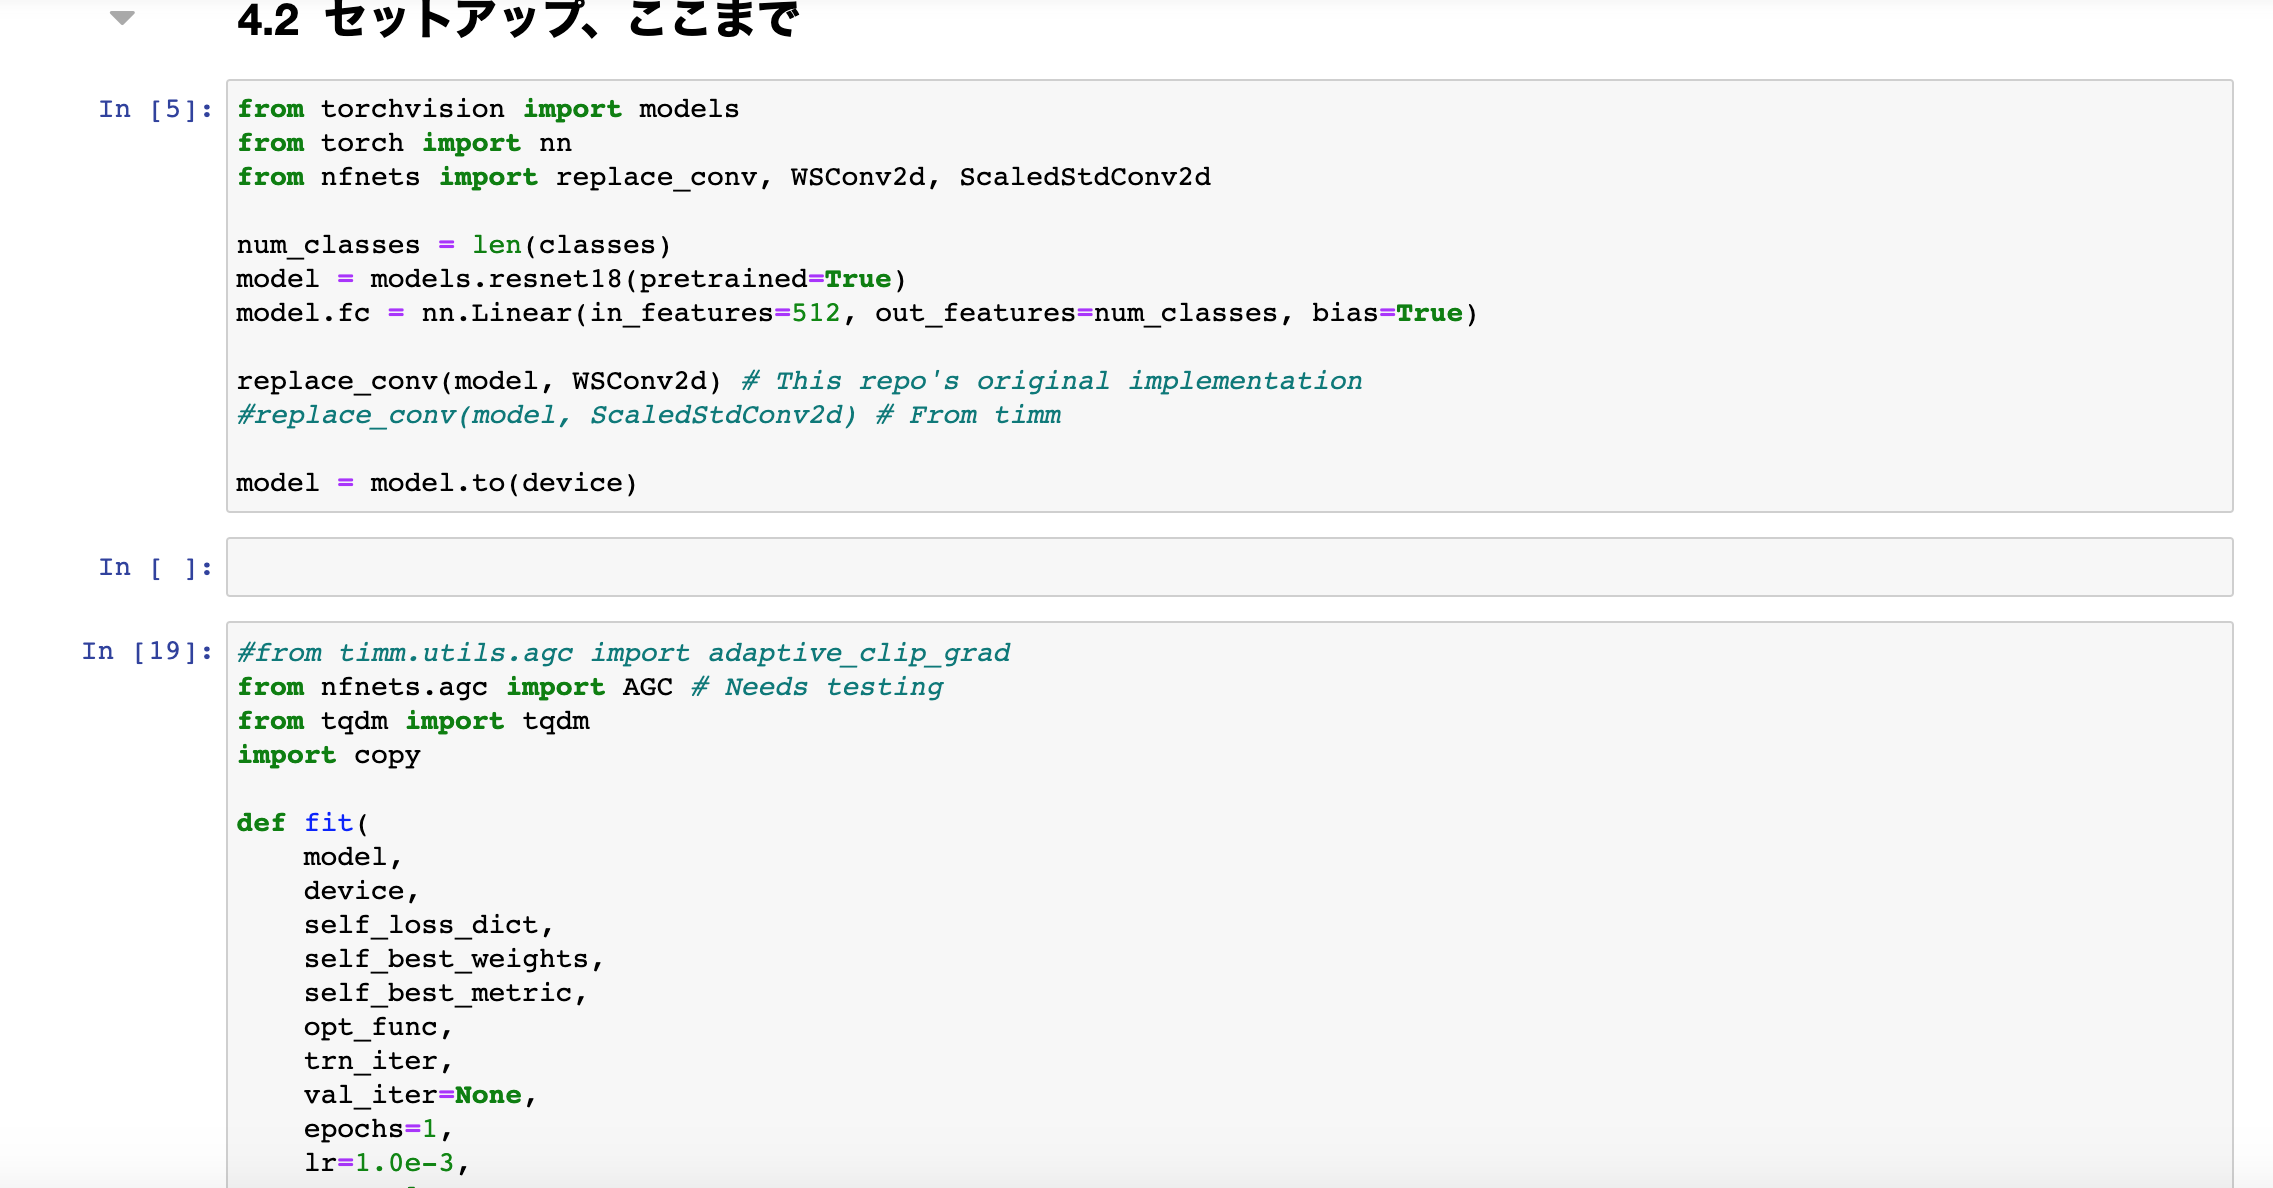 4.2 セットアップ、ここまで
In [5]:
from torchvision import models
from torch import nn
from nfnets import replace_conv, WSConv2d, ScaledStdConv2d

num_classes = len(classes)
model = models.resnet18(pretrained=True)
model.fc = nn.Linear(in_features=512, out_features=num_classes, bias=True)

replace_conv(model, WSConv2d) # This repo's original implementation
#replace_conv(model, ScaledStdConv2d) # From timm

model = model.to(device)
In [ ]:
In [19]:
#from timm.utils.agc import adaptive_clip_grad
from nfnets.agc import AGC # Needs testing
from tqdm import tqdm
import copy

def fit(
    model,
    device,
    self_loss_dict,
    self_best_weights,
    self_best_metric,
    opt_func,
    trn_iter,
    val_iter=None,
    epochs=1,
    lr=1.0e-3,